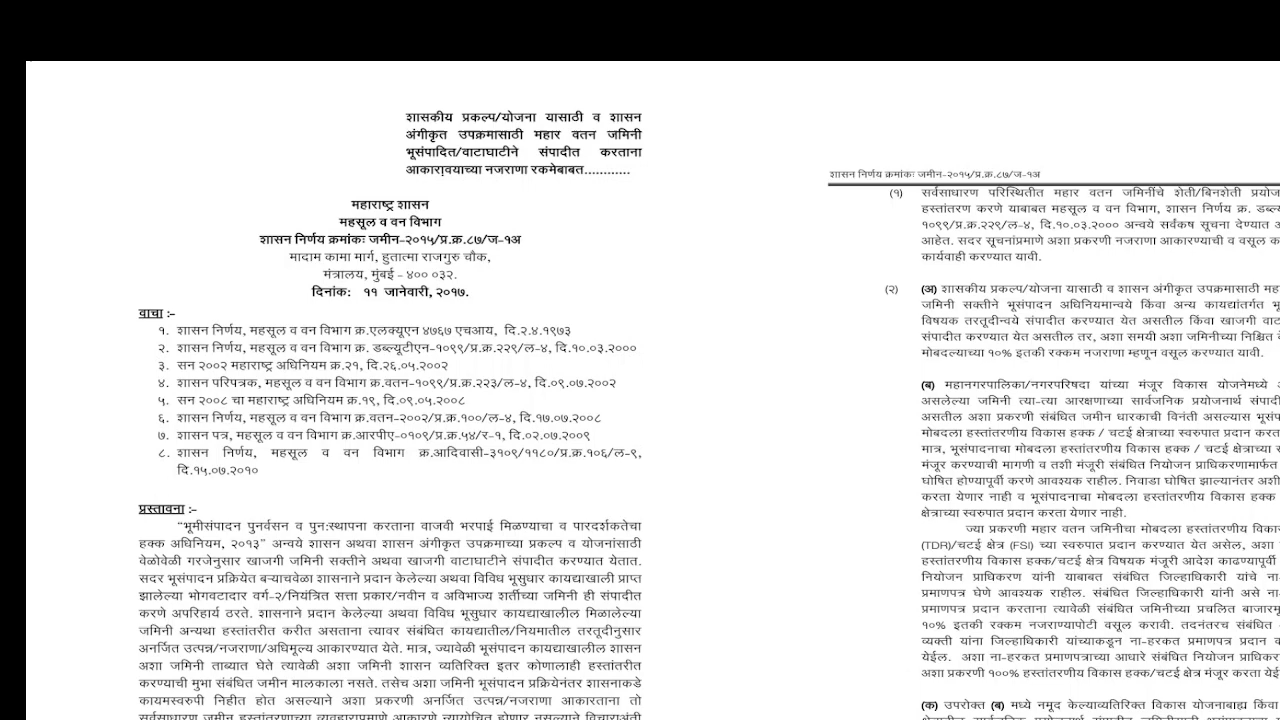 शासकीय प्रकल्प/योजना यासाठी व शासन
अंगीकृत उपक्रमासाठी महार वतन जमिनी
भूसंपादित/वाटाघाटीने संपादीत करताना
आकारावयाच्या नजराणा रकमेबाबत............
महाराष्ट्र शासन
महसूल व वन विभाग
शासन निर्णय क्रमांकः जमीन-२०१५/प्र.क्र.८७/ज-१अ
मादाम कामा मार्ग, हुतात्मा राजगुरु चौक,
मंत्रालय, मुंबई - ४०० ०३२.
दिनांक: ११ जानेवारी, २०१७.
वाचा :-
१. शासन निर्णय, महसूल व वन विभाग क्र.एलक्यूएन ४७६७ एचआय, दि.२.४.१९७३
२. शासन निर्णय, महसूल व वन विभाग क्र. डब्ल्यूटीएन-१०९९/प्र.क्र.२२९/ल-४, दि.१०.०३.२०००
३. सन २००२ महाराष्ट्र अधिनियम क्र.२१, दि.२६.०५.२००२
४. शासन परिपत्रक, महसूल व वन विभाग क्र.वतन-१०९९/प्र.क्र.२२३/ल-४, दि.०९.०७.२००२
५. सन २००८ चा महाराष्ट्र अधिनियम क्र.१९, दि.०९.०५.२००८
६. शासन निर्णय, महसूल व वन विभाग क्र.वतन-२००२/प्र.क्र.१००/ल-४, दि.१७.०७.२००८
७. शासन पत्र, महसूल व वन विभाग क्र.आरपीए-०१०९/प्र.क्र.५४/र-१, दि.०२.०७.२००९
८. शासन निर्णय, महसूल व वन विभाग क्र.आदिवासी-३१०९/११८०/प्र.क्र.१०६/ल-९,
दि.१५.०७.२०१०
प्रस्तावना :-
“भूमीसंपादन पुनर्वसन व पुन:स्थापना करताना वाजवी भरपाई मिळण्याचा व पारदर्शकतेचा
हक्क अधिनियम, २०१३” अन्वये शासन अथवा शासन अंगीकृत उपक्रमाच्या प्रकल्प व योजनांसाठी
वेळोवेळी गरजेनुसार खाजगी जमिनी सक्तीने अथवा खाजगी वाटाघाटीने संपादीत करण्यात येतात.
सदर भूसंपादन प्रक्रियेत बऱ्याचवेळा शासनाने प्रदान केलेल्या अथवा विविध भूसुधार कायद्याखाली प्राप्त
झालेल्या भोगवटादार वर्ग-२/नियंत्रित सत्ता प्रकार/नवीन व अविभाज्य शर्तीच्या जमिनी ही संपादीत
करणे अपरिहार्य ठरते. शासनाने प्रदान केलेल्या अथवा विविध भूसुधार कायद्याखालील मिळालेल्या
जमिनी अन्यथा हस्तांतरीत करीत असताना त्यावर संबंधित कायद्यातील/नियमातील तरतूदीनुसार
अनर्जित उत्पन्न/नजराणा/अधिमूल्य आकारण्यात येते. मात्र, ज्यावेळी भूसंपादन कायद्याखालील शासन
अशा जमिनी ताब्यात घेते त्यावेळी अशा जमिनी शासन व्यतिरिक्त इतर कोणालाही हस्तांतरीत
करण्याची मुभा संबंधित जमीन मालकाला नसते. तसेच अशा जमिनी भूसंपादन प्रक्रियेनंतर शासनाकडे
कायमस्वरुपी निहीत होत असल्याने अशा प्रकरणी अनर्जित उत्पन्न/नजराणा आकारताना तो
सर्वसाधारण जमीन हस्तांतरणाच्या व्यवहाराप्रमाणे आकारणे न्यायोचित होणार नसल्याने विचाराअंती
शासन निर्णय क्रमांकः जमीन-२०१५/प्र.क्र.८७/ज-१अ
(१) सर्वसाधारण परिस्थितीत महार वतन जमिनींचे शेती/बिनशेती
हस्तांतरण करणे याबाबत महसूल व वन विभाग, शासन निर्णय क्र.
१०९९/प्र.क्र.२२९/ल-४, दि.१०.०३.२००० अन्वये सर्वंकष सूचना देण्यात
आहेत. सदर सूचनांप्रमाणे अशा प्रकरणी नजराणा आकारण्याची व वसूल
कार्यवाही करण्यात यावी.
(२) (अ) शासकीय प्रकल्प/योजना यासाठी व शासन अंगीकृत उपक्रमासाठी
जमिनी सक्तीने भूसंपादन अधिनियमान्वये किंवा अन्य कायद्यांतर्गत
विषयक तरतूदीन्वये संपादीत करण्यात येत असतील किंवा खाजगी
संपादीत करण्यात येत असतील तर, अशा समयी अशा जमिनीच्या निश्चित
मोबदल्याच्या १०% इतकी रक्कम नजराणा म्हणून वसूल करण्यात यावी.
(ब) महानगरपालिका/नगरपरिषदा यांच्या मंजूर विकास योजनेमध्ये
असलेल्या जमिनी त्या-त्या आरक्षणाच्या सार्वजनिक प्रयोजनार्थ
असतील अशा प्रकरणी संबंधित जमीन धारकाची विनंती असल्यास
मोबदला हस्तांतरणीय विकास हक्क / चटई क्षेत्राच्या स्वरुपात प्रदान
मात्र, भूसंपादनाचा मोबदला हस्तांतरणीय विकास हक्क / चटई क्षेत्राच्या
मंजूर करण्याची मागणी व तशी मंजूरी संबंधित नियोजन प्राधिकरणामार्फत
घोषित होण्यापूर्वी करणे आवश्यक राहील. निवाडा घोषित झाल्यानंतर अशी
करता येणार नाही व भूसंपादनाचा मोबदला हस्तांतरणीय विकास हक्क
क्षेत्राच्या स्वरुपात प्रदान करता येणार नाही.
ज्या प्रकरणी महार वतन जमिनीचा मोबदला हस्तांतरणीय
(TDR)/चटई क्षेत्र (FSI) च्या स्वरुपात प्रदान करण्यात येत असेल, अशा
हस्तांतरणीय विकास हक्क/चटई क्षेत्र विषयक मंजूरी आदेश काढण्यापूर्वी
नियोजन प्राधिकरण यांनी याबाबत संबंधित जिल्हाधिकारी यांचे
प्रमाणपत्र घेणे आवश्यक राहील. संबंधित जिल्हाधिकारी यांनी असे
प्रमाणपत्र प्रदान करताना त्यावेळी संबंधित जमिनीच्या प्रचलित
१०% इतकी रक्कम नजराण्यापोटी वसूल करावी. तदनंतरच संबंधित
व्यक्ती यांना जिल्हाधिकारी यांच्याकडून ना-हरकत प्रमाणपत्र प्रदान
येईल. अशा ना-हरकत प्रमाणपत्राच्या आधारे संबंधित नियोजन
अशा प्रकरणी १००% हस्तांतरणीय विकास हक्क/चटई क्षेत्र मंजूर करता
(क) उपरोक्त (ब) मध्ये नमूद केल्याव्यतिरिक्त विकास योजनाबाह्य किंवा